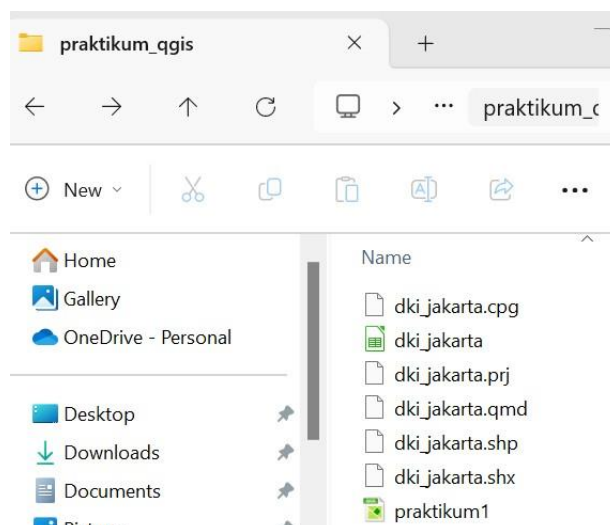 praktikum_qgis
praktikum_
New
Home
Gallery
OneDrive - Personal
Desktop
Downloads
Documents
Name
dki_jakarta.cpg
dki_jakarta
dki_jakarta.prj
dki_jakarta.qmd
dki_jakarta.shp
dki_jakarta.shx
praktikum1